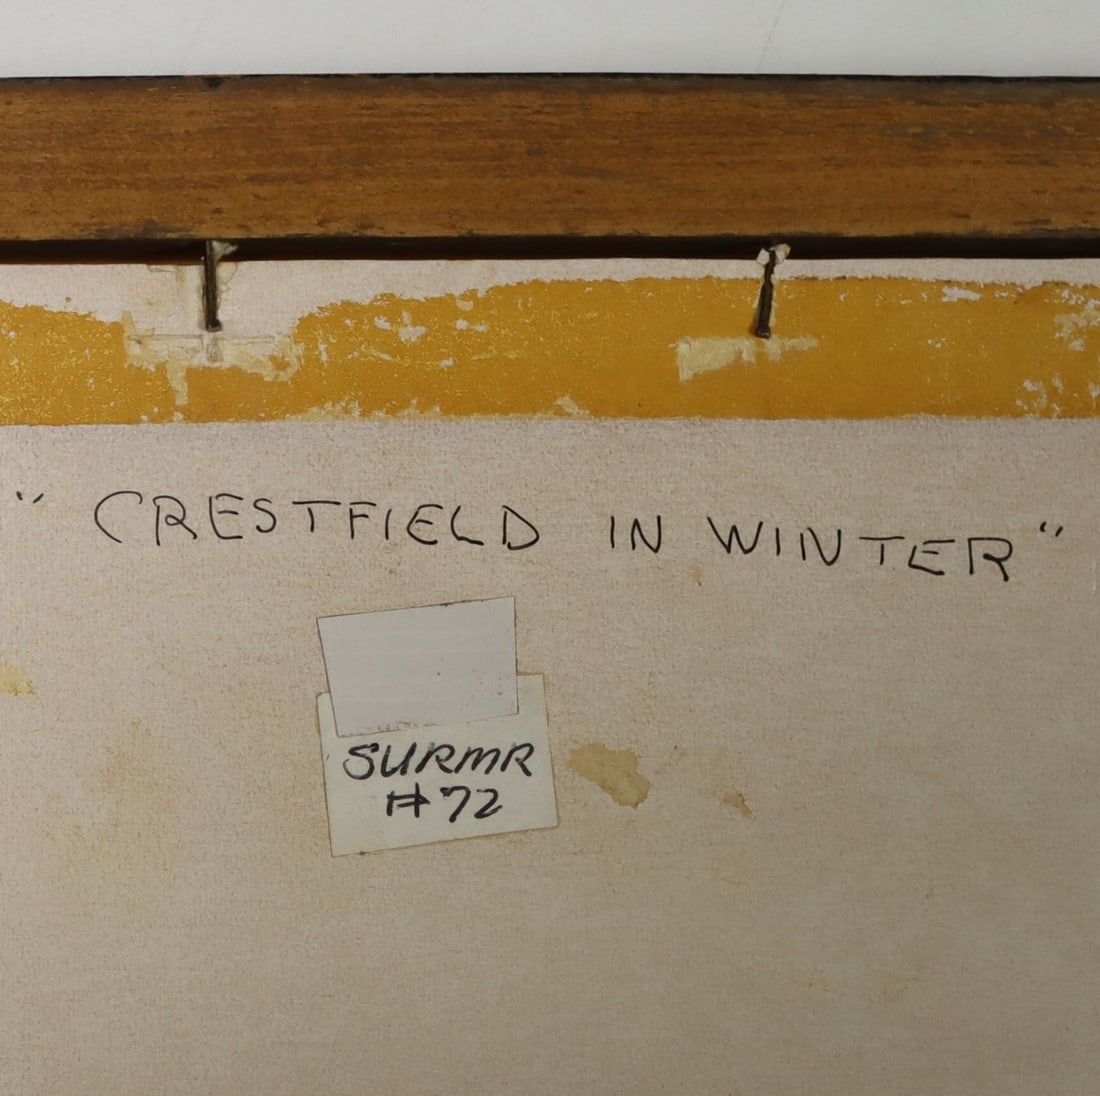 "CRESTFIELD IN WINTER"
SURMR
#72